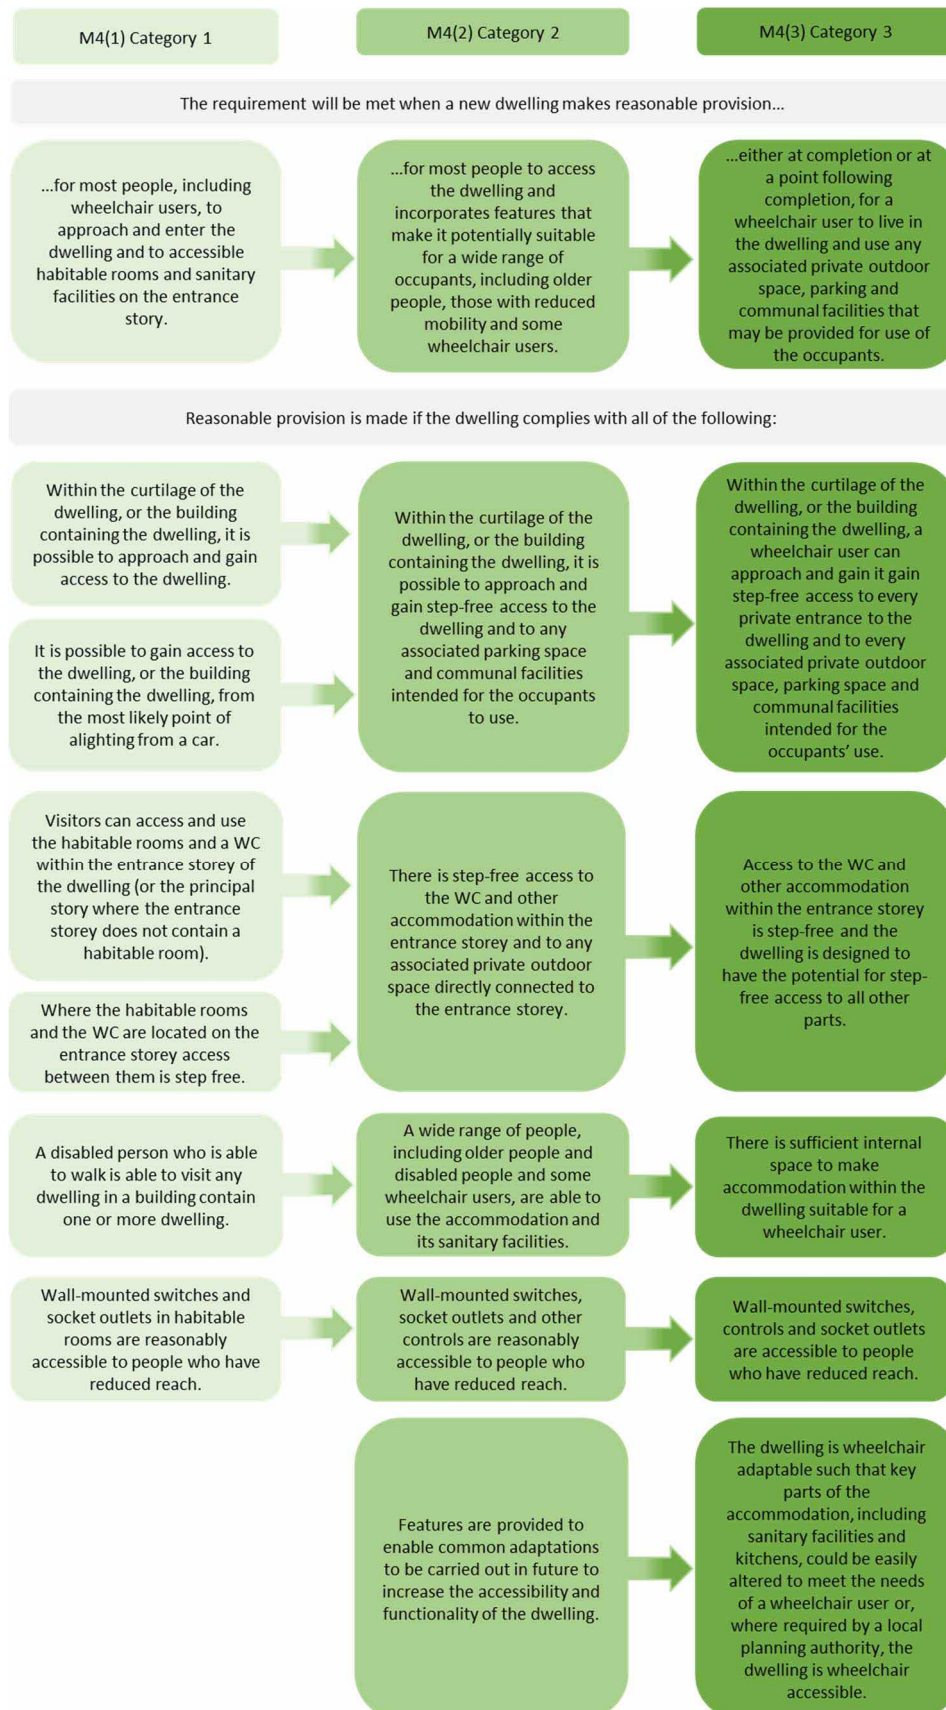 M4(1) Category 1
M4(2) Category 2
M4(3) Category 3
The requirement will be met when a new dwelling makes reasonable provision...
...for most people, including
wheelchair users, to
approach and enter the
dwelling and to accessible
habitable rooms and sanitary
facilities on the entrance
story.
...for most people to access
the dwelling and
incorporates features that
make it potentially suitable
for a wide range of
occupants, including older
people, those with reduced
mobility and some
wheelchair users.
...either at completion or at
a point following
completion, for a
wheelchair user to live in
the dwelling and use any
associated private outdoor
space, parking and
communal facilities that
may be provided for use of
the occupants.
Reasonable provision is made if the dwelling complies with all of the following:
Within the curtilage of the
dwelling, or the building
containing the dwelling, it is
possible to approach and gain
access to the dwelling.
It is possible to gain access to
the dwelling, or the building
containing the dwelling, from
the most likely point of
alighting from a car.
Within the curtilage of the
dwelling, or the building
containing the dwelling, it is
possible to approach and
gain step-free access to the
dwelling and to any
associated parking space
and communal facilities
intended for the occupants
to use.
Within the curtilage of the
dwelling, or the building
containing the dwelling, a
wheelchair user can
approach and gain it gain
step-free access to every
private entrance to the
dwelling and to every
associated private outdoor
space, parking space and
communal facilities
intended for the
occupants' use.
Visitors can access and use
the habitable rooms and a WC
within the entrance storey of
the dwelling (or the principal
story where the entrance
storey does not contain a
habitable room).
Where the habitable rooms
and the WC are located on the
entrance storey access
between them is step free.
There is step-free access to
the WC and other
accommodation within the
entrance storey and to any
associated private outdoor
space directly connected to
the entrance storey.
Access to the WC and
other accommodation
within the entrance storey
is step-free and the
dwelling is designed to
have the potential for step-
free access to all other
parts.
A disabled person who is able
to walk is able to visit any
dwelling in a building contain
one or more dwelling.
A wide range of people,
including older people and
disabled people and some
wheelchair users, are able to
use the accommodation and
its sanitary facilities.
There is sufficient internal
space to make
accommodation within the
dwelling suitable for a
wheelchair user.
Wall-mounted switches and
socket outlets in habitable
rooms are reasonably
accessible to people who have
reduced reach.
Wall-mounted switches,
socket outlets and other
controls are reasonably
accessible to people who
have reduced reach.
Wall-mounted switches,
controls and socket outlets
are accessible to people
who have reduced reach.
Features are provided to
enable common adaptations
to be carried out in future to
increase the accessibility and
functionality of the dwelling.
The dwelling is wheelchair
adaptable such that key
parts of the
accommodation, including
sanitary facilities and
kitchens, could be easily
altered to meet the needs
of a wheelchair user or,
where required by a local
planning authority, the
dwelling is wheelchair
accessible.